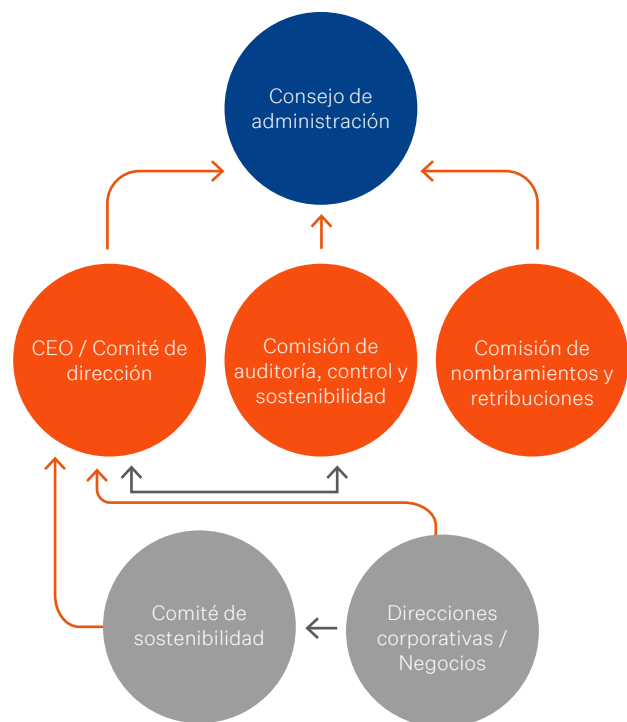 Consejo de
administración
CEO / Comité de
dirección
Comisión de
auditoría, control y
sostenibilidad
Comisión de
nombramientos y
retribuciones
Comité de
sostenibilidad
Direcciones
corporativas /
Negocios